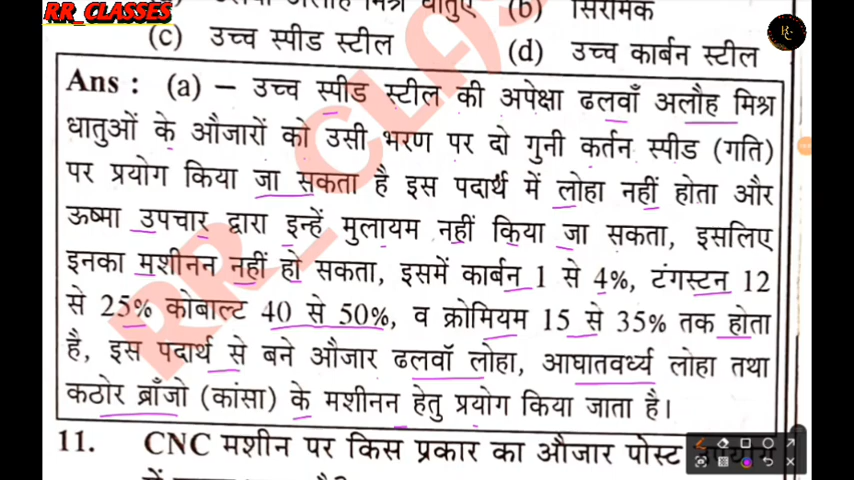 RR_CLASSES
(b) सिरामिक
(c) उच्च स्पीड स्टील
(d) उच्च कार्बन स्टील
Ans : (a) – उच्च स्पीड स्टील की अपेक्षा ढलवाँ अलौह मिश्र
धातुओं के औजारों को उसी भरण पर दो गुनी कर्तन स्पीड (गति)
पर प्रयोग किया जा सकता है इस पदार्थ में लोहा नहीं होता और
ऊष्मा उपचार द्वारा इन्हें मुलायम नहीं किया जा सकता, इसलिए
इनका मशीनन नहीं हो सकता, इसमें कार्बन 1 से 4%, टंगस्टन 12
से 25% कोबाल्ट 40 से 50%, व क्रोमियम 15 से 35% तक होता
है, इस पदार्थ से बने औजार ढलवॉ लोहा, आघातवर्ध्य लोहा तथा
कठोर ब्राँजो (कांसा) के मशीनन हेतु प्रयोग किया जाता है।
11. CNC मशीन पर किस प्रकार का औजार पोस्ट